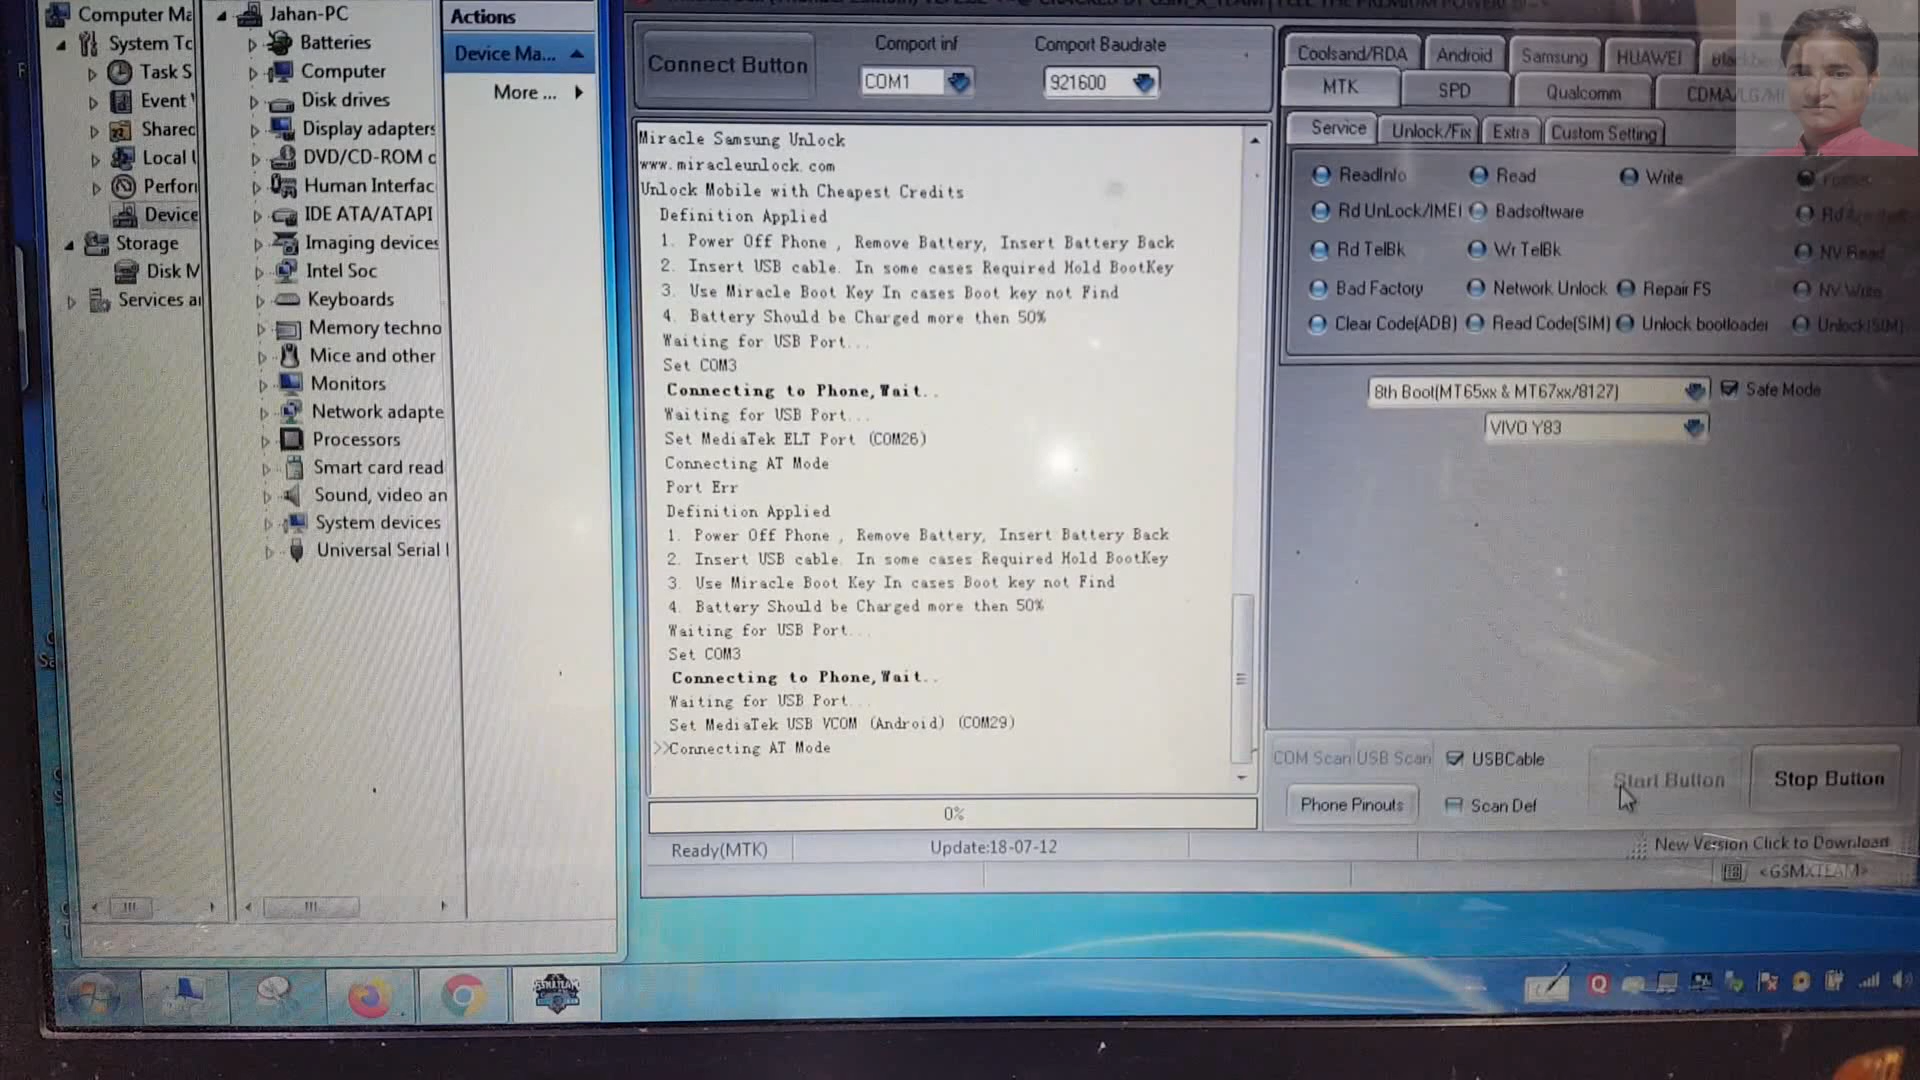 Computer Ma
System To
Task S
Event
Shared
Local
Perfor
Device
Storage
Disk M
Services a
Jahan-PC
Batteries
Computer
Disk drives
Display adapters
DVD/CD-ROM
Human Interfac
IDE ATA/ATAPI
Imaging devices
Intel Soc
Keyboards
Memory techno
Mice and other
Monitors
Network adapte
Processors
Smart card read
Sound, video an
System devices
Universal Serial
Actions
Device Ma...
More ...
Connect Button
Comport inf
COM1
Comport Baudrate
921600
Miracle Samsung Unlock
www.miracleunlock.com
Unlock Mobile with Cheapest Credits
Definition Applied
1. Power Off Phone , Remove Battery, Insert Battery Back
2. Insert USB cable. In some cases Required Hold BootKey
3. Use Miracle Boot Key In cases Boot key not Find
4. Battery Should be Charged more then 50%
Waiting for USB Port...
Set COM3
Connecting to Phone,Wait..
Waiting for USB Port...
Set MediaTek ELT Port (COM26)
Connecting AT Mode
Port Err
Definition Applied
1. Power Off Phone , Remove Battery, Insert Battery Back
2. Insert USB cable. In some cases Required Hold BootKey
3. Use Miracle Boot Key In cases Boot key not Find
4. Battery Should be Charged more then 50%
Waiting for USB Port...
Set COM3
Connecting to Phone,Wait..
Waiting for USB Port...
Set MediaTek USB VCOM (Android) (COM29)
>>Connecting AT Mode
0%
Ready(MTK) Update:18-07-12
Coolsand/RDA Android Samsung HUAWEI
MTK SPD Qualcomm
Service Unlock/Fix Extra Custom Setting
ReadInfo Read Write
Rd UnLock/IMEI Badsoftware
Rd TelBk Wr TelBk NV Read
Bad Factory Network Unlock Repair FS NV Write
Clear Code(ADB) Read Code(SIM) Unlock bootloader Unlock(SIM)
8th Boot(MT65xx & MT67xx/8127) Safe Mode
VIVO Y83
COM Scan USB Scan USBCable
Phone Pinouts Scan Def
Start Button Stop Button
New Version Click to Download
<GSMXTEAM>